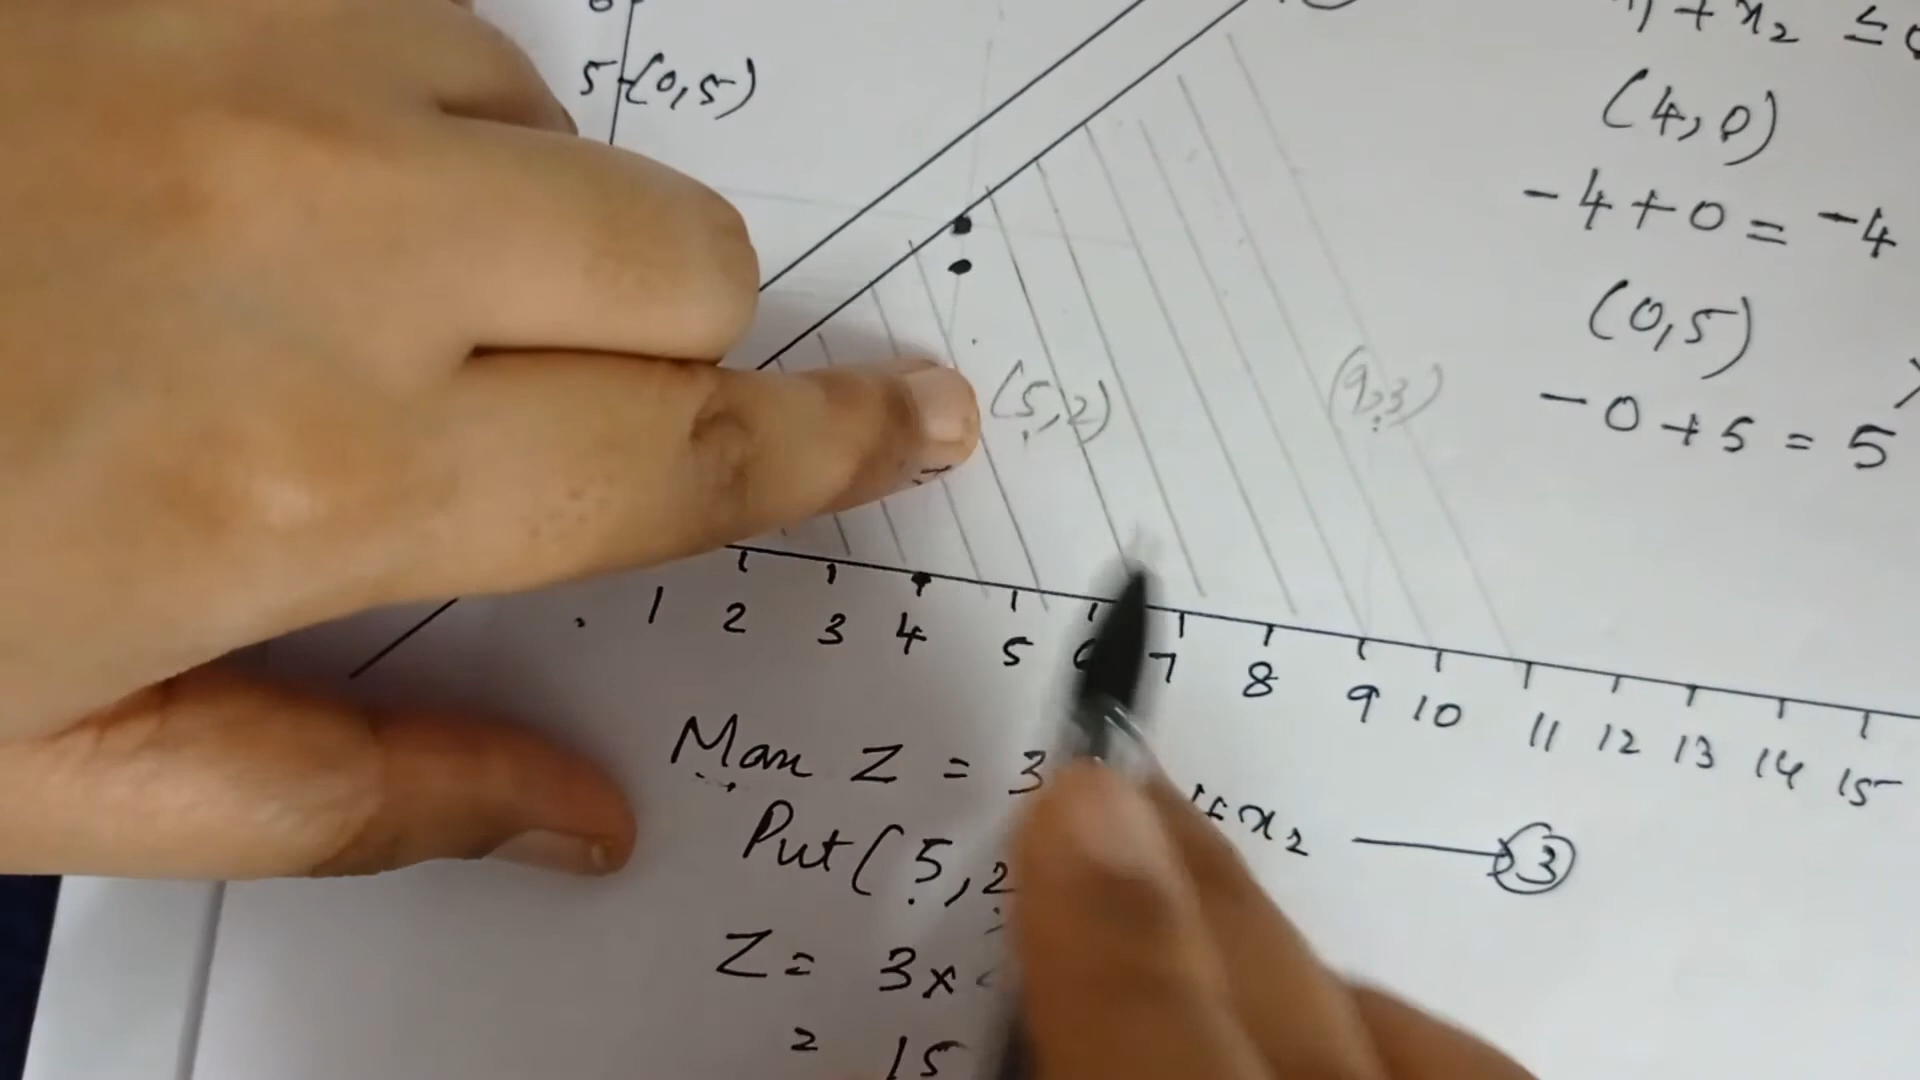 5 (0,5)
+ x₂ ≤
(4,0)
-4+0 = -4
(0,5)
-0+5 = 5
(5,2)
(9,3)
1 2 3 4 5 7 8 9 10 11 12 13 14 15
Max Z = 3
+ x₂ → 3
Put (5,2
Z = 3×
= 15